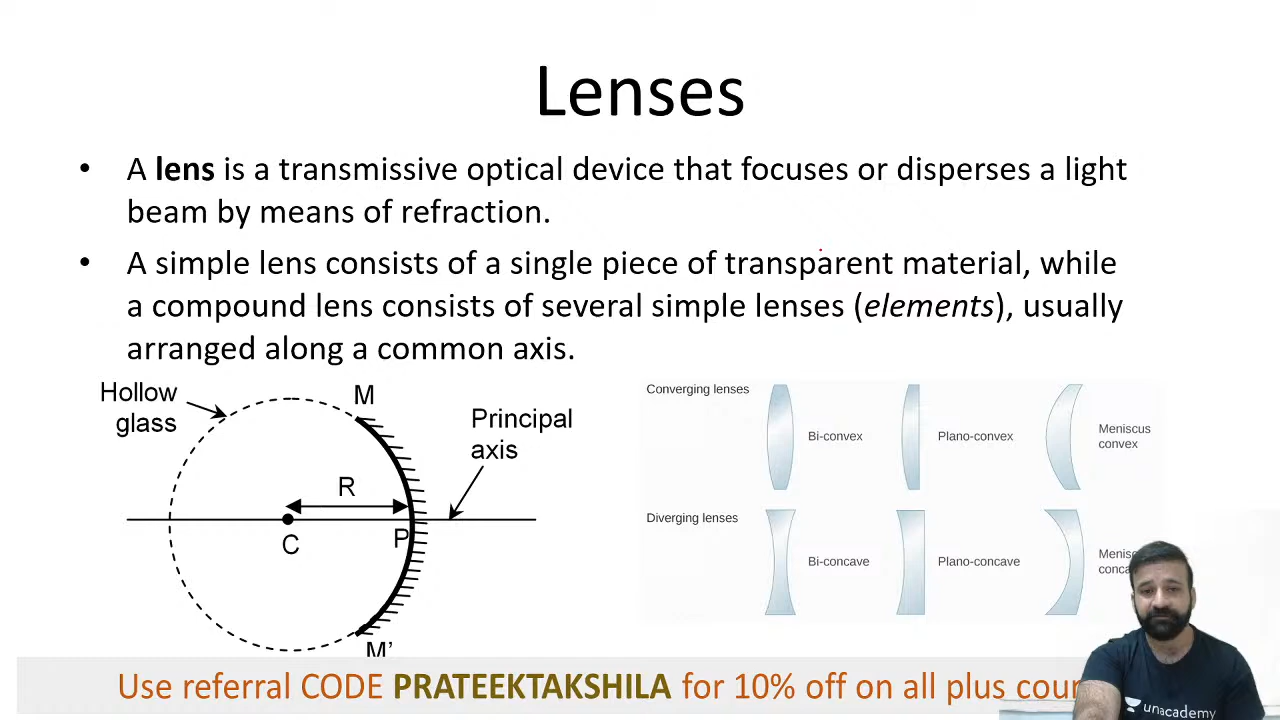 Lenses
• A lens is a transmissive optical device that focuses or disperses a light
beam by means of refraction.
• A simple lens consists of a single piece of transparent material, while
a compound lens consists of several simple lenses (elements), usually
arranged along a common axis.
Hollow
glass
M
Principal
axis
R
C
P
M’
Converging lenses
Bi-convex
Plano-convex
Meniscus
convex
Diverging lenses
Bi-concave
Plano-concave
Use referral CODE PRATEEKTAKSHILA for 10% off on all plus
unacademy